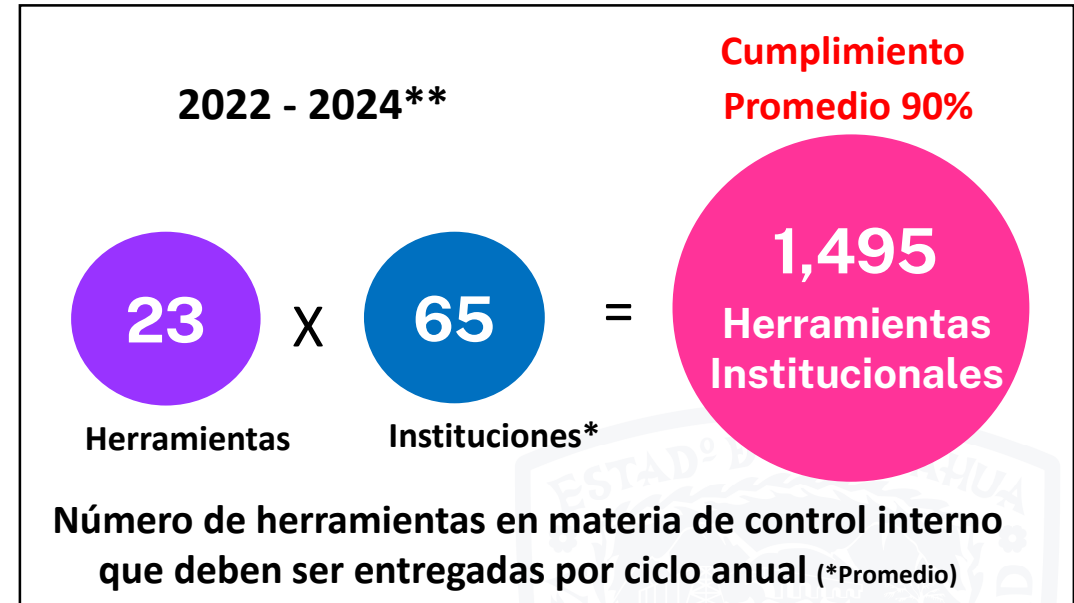 Cumplimiento
Promedio 90%
2022 - 2024**
23 X 65 = 1,495
Herramientas
Institucionales
Herramientas
Instituciones*
Número de herramientas en materia de control interno
que deben ser entregadas por ciclo anual (*Promedio)